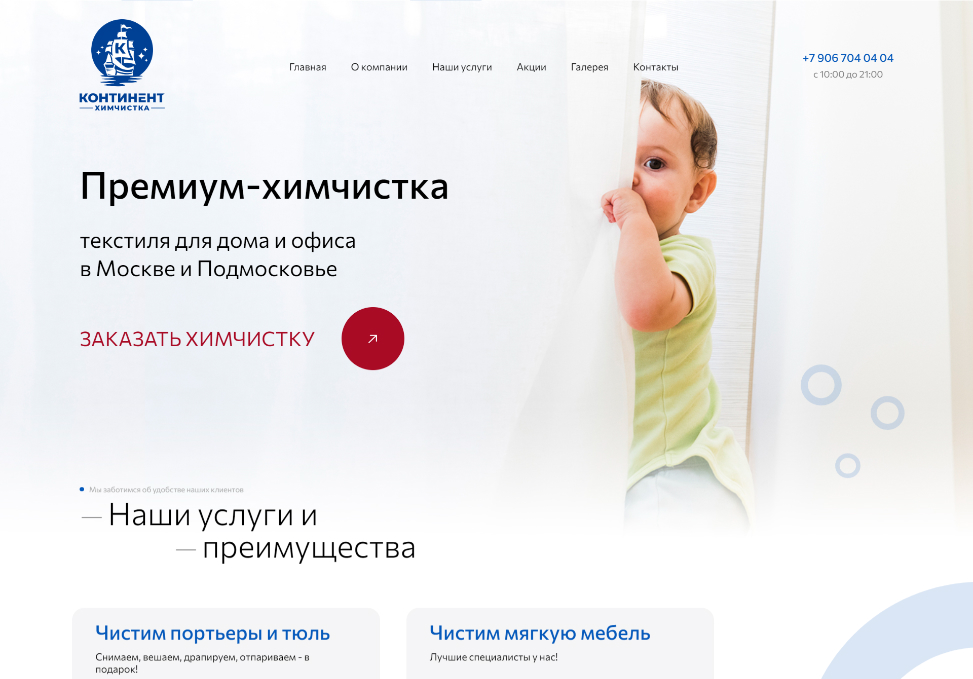 К
КОНТИНЕНТ
ХИМЧИСТКА
Главная О компании Наши услуги Акции Галерея Контакты
+7 906 704 04 04
с 10:00 до 21:00
Премиум-химчистка
текстиля для дома и офиса
в Москве и Подмосковье
ЗАКАЗАТЬ ХИМЧИСТКУ
Мы заботимся об удобстве наших клиентов
— Наши услуги и
— преимущества
Чистим портьеры и тюль
Снимаем, вешаем, драпируем, отпариваем - в
подарок!
Чистим мягкую мебель
Лучшие специалисты у нас!